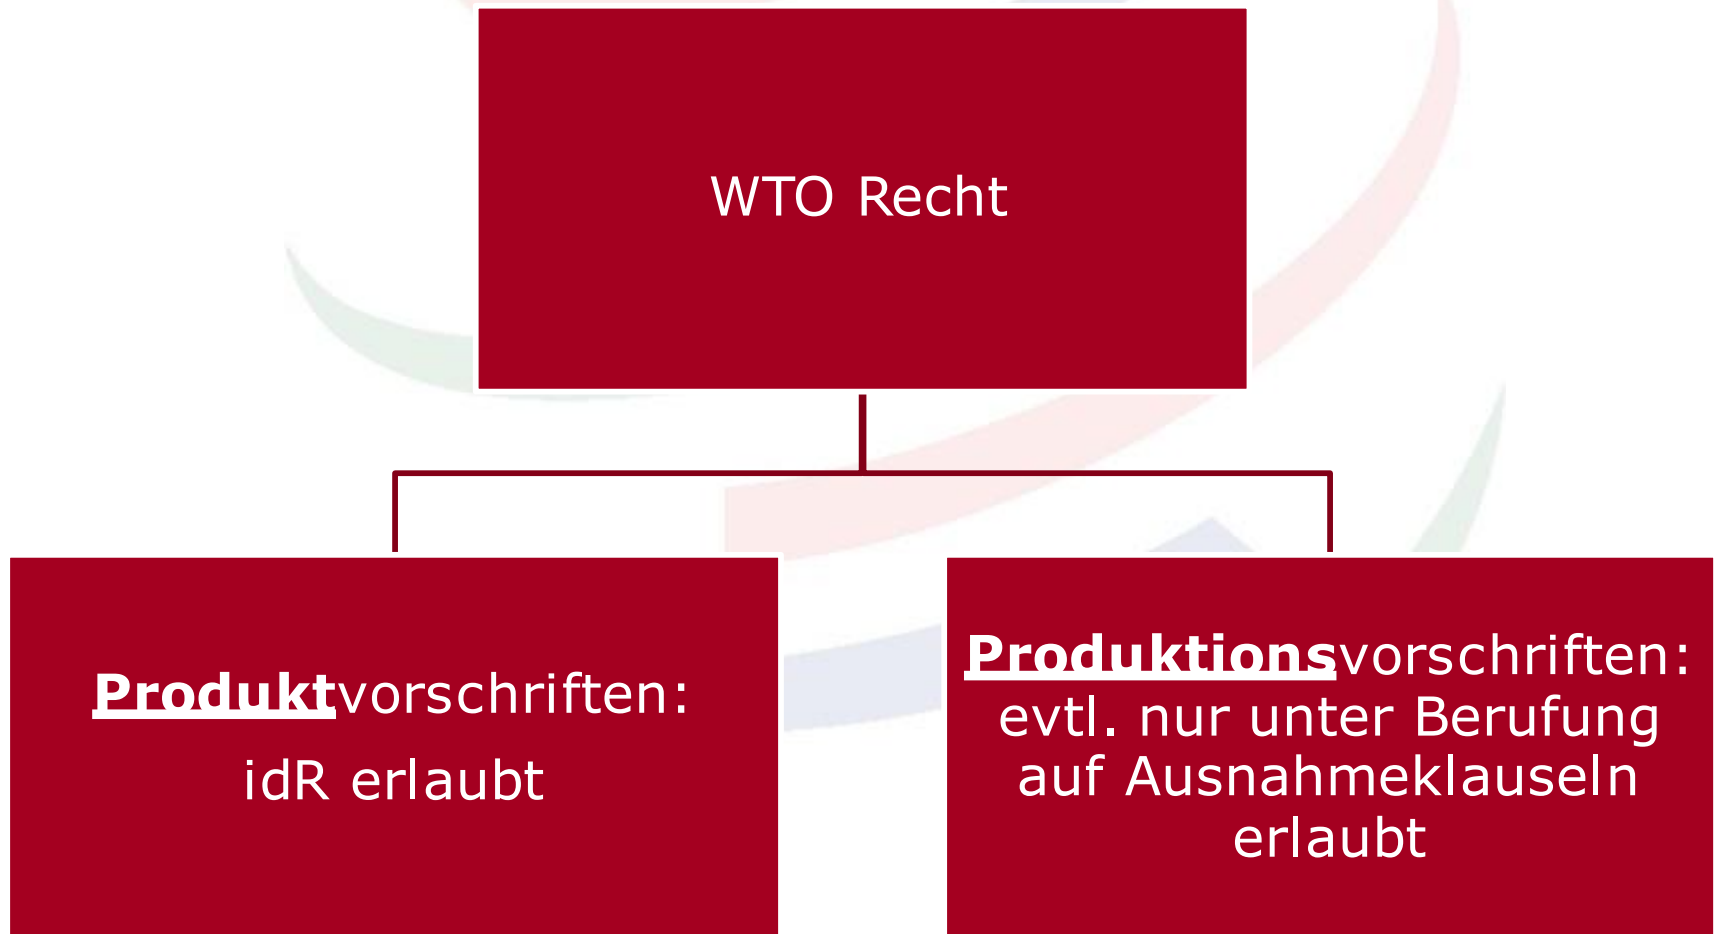 WTO Recht
Produktvorschriften:
idR erlaubt
Produktionsvorschriften:
evtl. nur unter Berufung
auf Ausnahmeklauseln
erlaubt